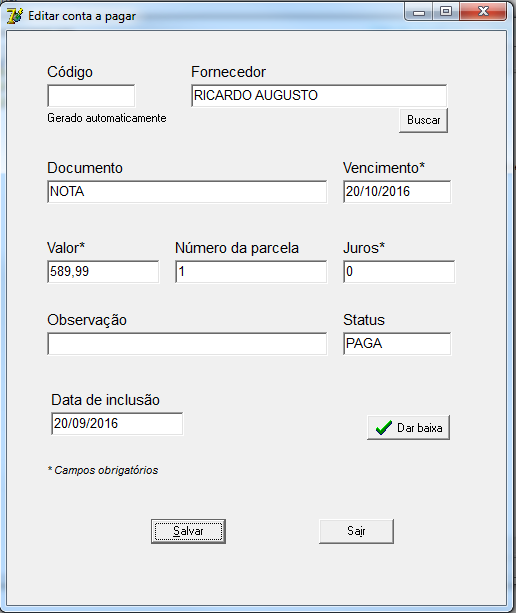 Editar conta a pagar
Código
Fornecedor
RICARDO AUGUSTO
Gerado automaticamente
Buscar
Documento
Vencimento*
NOTA
20/10/2016
Valor*
Número da parcela
Juros*
589,99
1
0
Observação
Status
PAGA
Data de inclusão
20/09/2016
Dar baixa
* Campos obrigatórios
Salvar
Sair